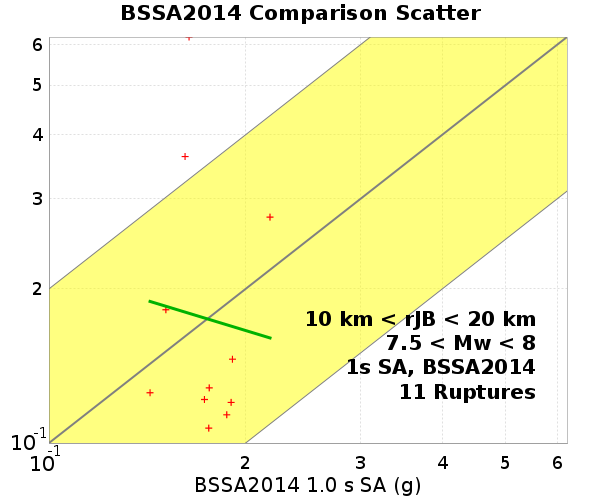 BSSA2014 Comparison Scatter
6
5
4
3
2
10⁻¹
10 km < rJB < 20 km
7.5 < Mw < 8
1s SA, BSSA2014
11 Ruptures
10⁻¹ 2 3 4 5 6
BSSA2014 1.0 s SA (g)